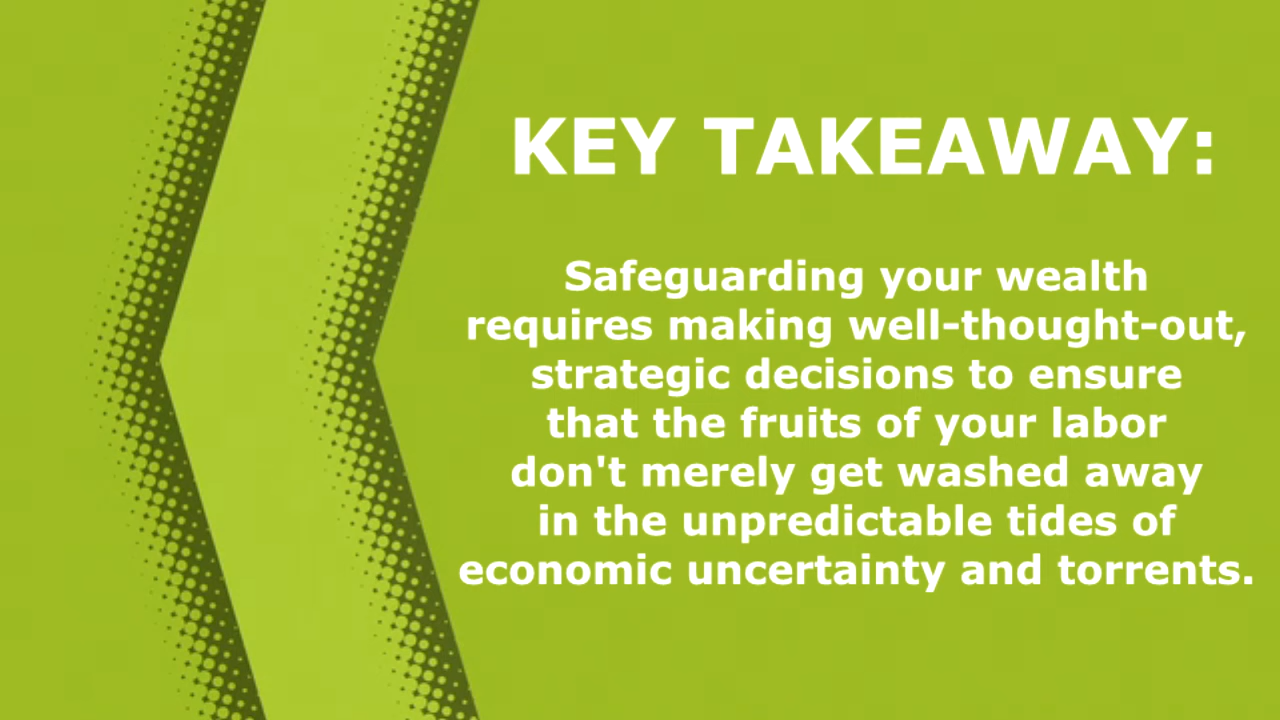 KEY TAKEAWAY:
Safeguarding your wealth
requires making well-thought-out,
strategic decisions to ensure
that the fruits of your labor
don't merely get washed away
in the unpredictable tides of
economic uncertainty and torrents.